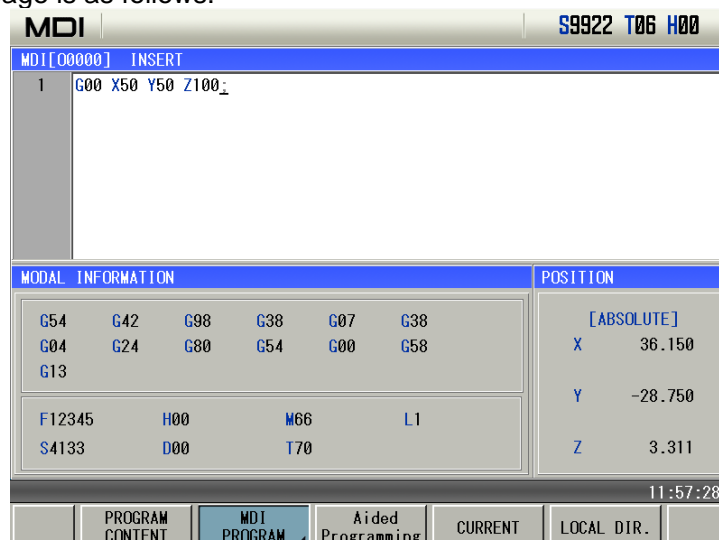 age is as follows:
MDI S9922 T06 H00
MDI[O0000] INSERT
1 G00 X50 Y50 Z100;
MODAL INFORMATION
G54 G42 G98 G38 G07 G38
G04 G24 G80 G54 G00 G58
G13
F12345 H00 M66 L1
S4133 D00 T70
POSITION
[ABSOLUTE]
X 36.150
Y -28.750
Z 3.311
11:57:28
PROGRAM CONTENT
MDI PROGRAM
Aided Programming
CURRENT
LOCAL DIR.